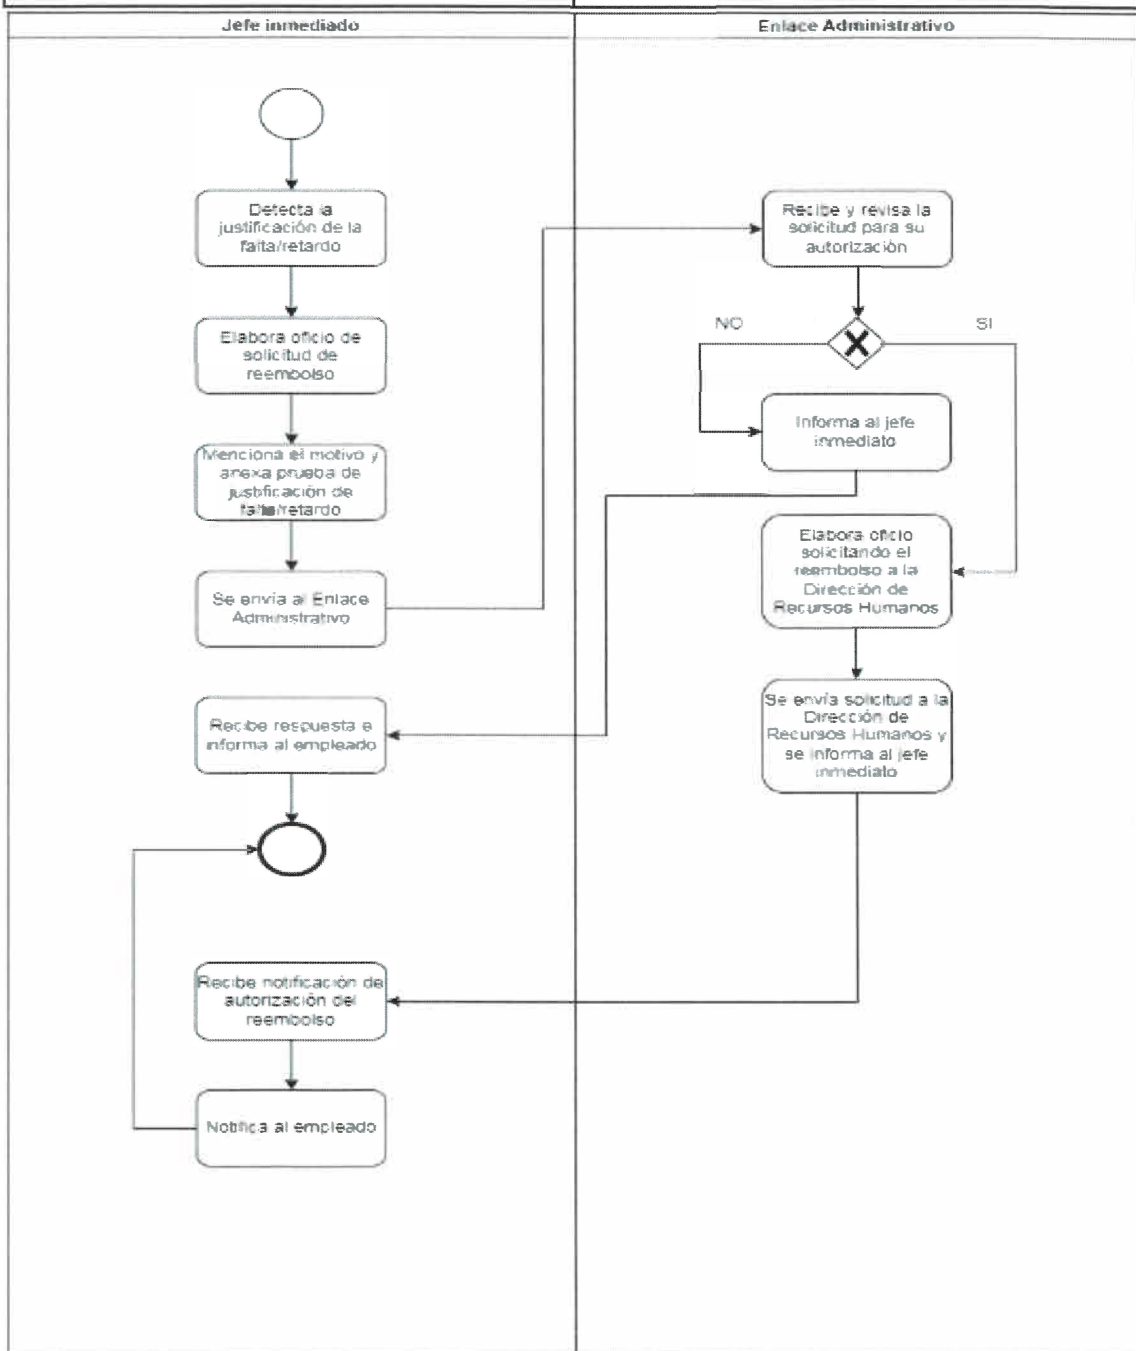 Jefe inmediado
Enlace Administrativo
Detecta la
justificación de la
falta/retardo
Elabora oficio de
solicitud de
reembolso
Menciona el motivo y
anexa prueba de
justificación de
falta/retardo
Se envía al Enlace
Administrativo
Recibe y revisa la
solicitud para su
autorización
NO
SI
Informa al jefe
inmediato
Elabora oficio
solicitando el
reembolso a la
Dirección de
Recursos Humanos
Se envía solicitud a la
Dirección de
Recursos Humanos y
se informa al jefe
inmediato
Recibe respuesta e
informa al empleado
Recibe notificación de
autorización del
reembolso
Notifica al empleado